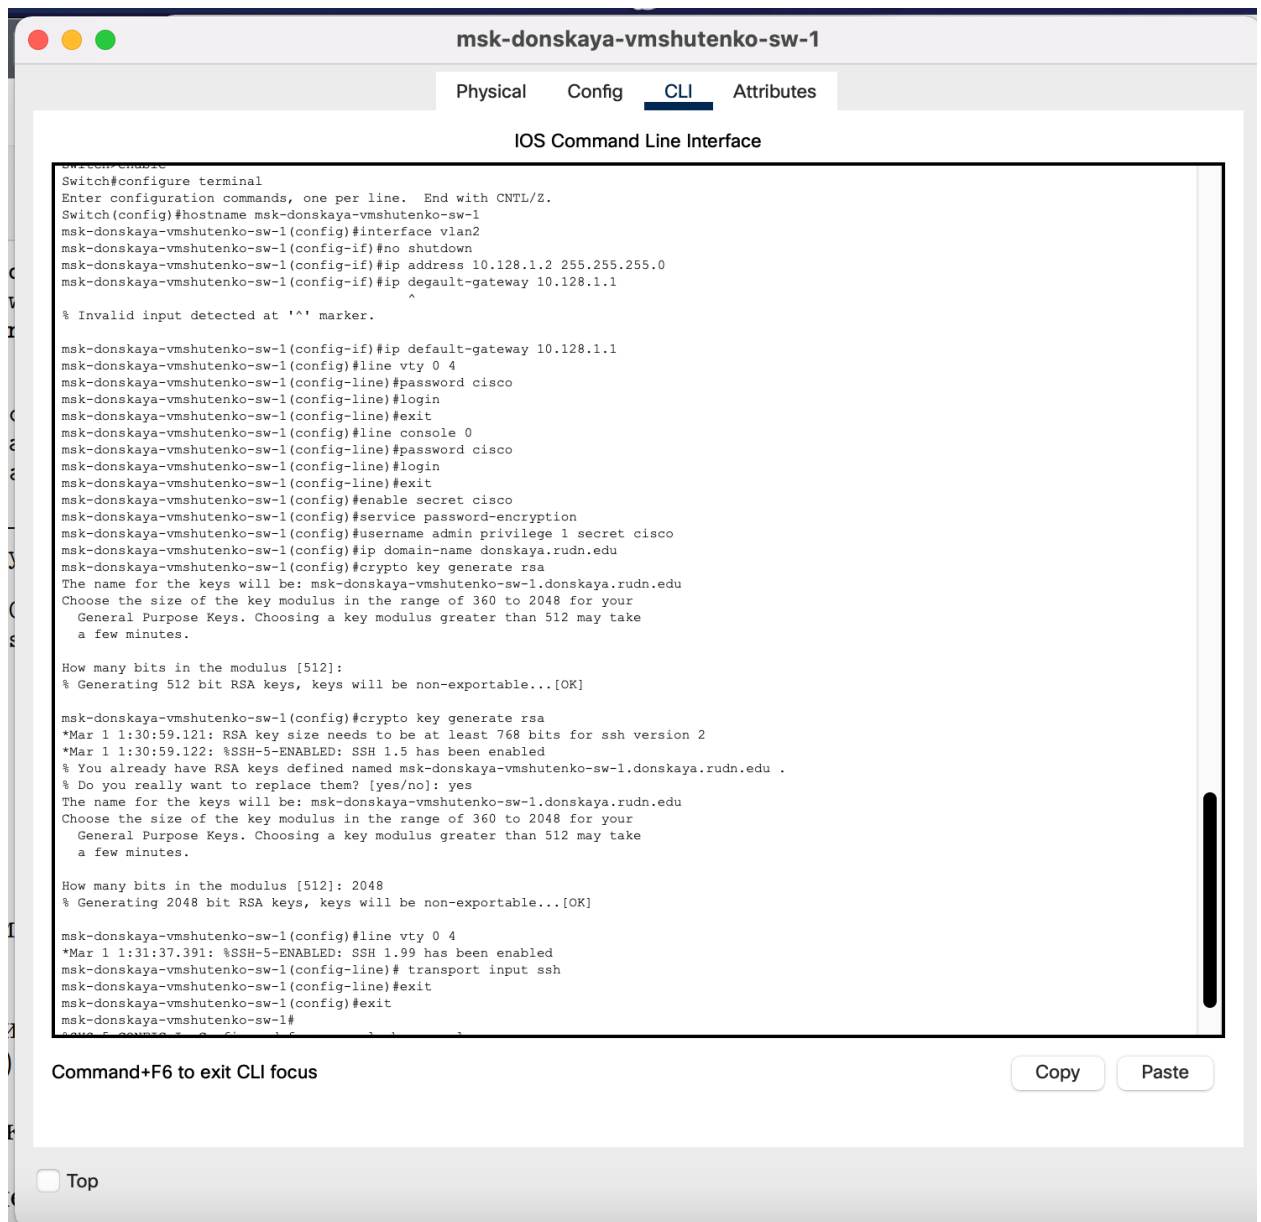 msk-donskaya-vmshutenko-sw-1
Physical Config CLI Attributes
IOS Command Line Interface
Switch>enable
Switch#configure terminal
Enter configuration commands, one per line.  End with CNTL/Z.
Switch(config)#hostname msk-donskaya-vmshutenko-sw-1
msk-donskaya-vmshutenko-sw-1(config)#interface vlan2
msk-donskaya-vmshutenko-sw-1(config-if)#no shutdown
msk-donskaya-vmshutenko-sw-1(config-if)#ip address 10.128.1.2 255.255.255.0
msk-donskaya-vmshutenko-sw-1(config-if)#ip degault-gateway 10.128.1.1
^
% Invalid input detected at '^' marker.
msk-donskaya-vmshutenko-sw-1(config-if)#ip default-gateway 10.128.1.1
msk-donskaya-vmshutenko-sw-1(config)#line vty 0 4
msk-donskaya-vmshutenko-sw-1(config-line)#password cisco
msk-donskaya-vmshutenko-sw-1(config-line)#login
msk-donskaya-vmshutenko-sw-1(config-line)#exit
msk-donskaya-vmshutenko-sw-1(config)#line console 0
msk-donskaya-vmshutenko-sw-1(config-line)#password cisco
msk-donskaya-vmshutenko-sw-1(config-line)#login
msk-donskaya-vmshutenko-sw-1(config-line)#exit
msk-donskaya-vmshutenko-sw-1(config)#enable secret cisco
msk-donskaya-vmshutenko-sw-1(config)#service password-encryption
msk-donskaya-vmshutenko-sw-1(config)#username admin privilege 1 secret cisco
msk-donskaya-vmshutenko-sw-1(config)#ip domain-name donskaya.rudn.edu
msk-donskaya-vmshutenko-sw-1(config)#crypto key generate rsa
The name for the keys will be: msk-donskaya-vmshutenko-sw-1.donskaya.rudn.edu
Choose the size of the key modulus in the range of 360 to 2048 for your
General Purpose Keys. Choosing a key modulus greater than 512 may take
a few minutes.
How many bits in the modulus [512]:
% Generating 512 bit RSA keys, keys will be non-exportable...[OK]
msk-donskaya-vmshutenko-sw-1(config)#crypto key generate rsa
*Mar 1 1:30:59.121: RSA key size needs to be at least 768 bits for ssh version 2
*Mar 1 1:30:59.122: %SSH-5-ENABLED: SSH 1.5 has been enabled
% You already have RSA keys defined named msk-donskaya-vmshutenko-sw-1.donskaya.rudn.edu .
% Do you really want to replace them? [yes/no]: yes
The name for the keys will be: msk-donskaya-vmshutenko-sw-1.donskaya.rudn.edu
Choose the size of the key modulus in the range of 360 to 2048 for your
General Purpose Keys. Choosing a key modulus greater than 512 may take
a few minutes.
How many bits in the modulus [512]: 2048
% Generating 2048 bit RSA keys, keys will be non-exportable...[OK]
msk-donskaya-vmshutenko-sw-1(config)#line vty 0 4
*Mar 1 1:31:37.391: %SSH-5-ENABLED: SSH 1.99 has been enabled
msk-donskaya-vmshutenko-sw-1(config-line)# transport input ssh
msk-donskaya-vmshutenko-sw-1(config-line)#exit
msk-donskaya-vmshutenko-sw-1(config)#exit
msk-donskaya-vmshutenko-sw-1#
Command+F6 to exit CLI focus
Copy Paste
Top